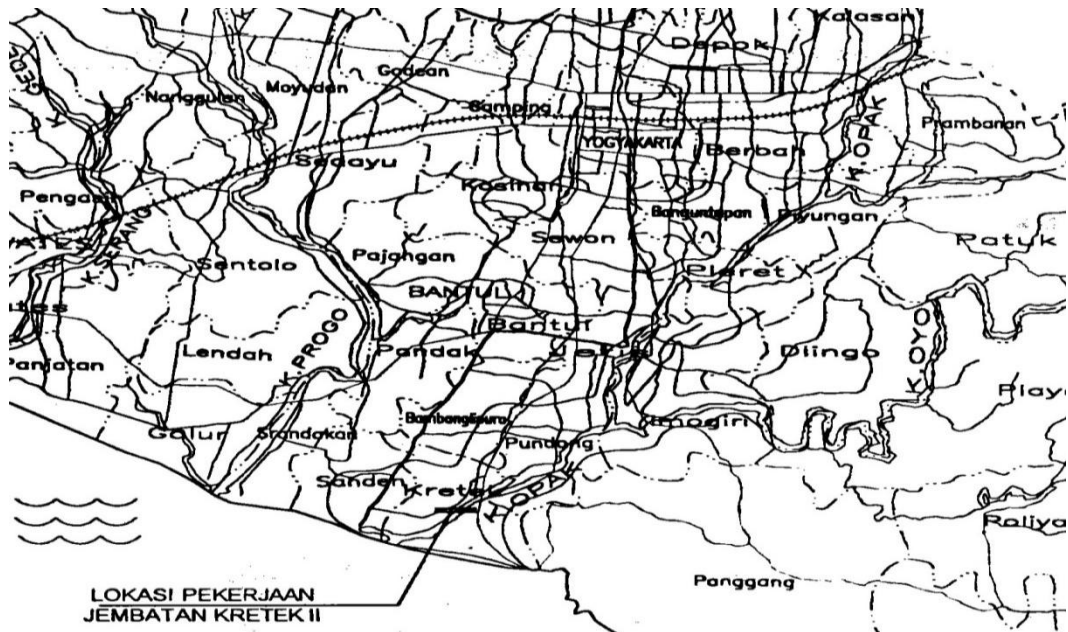 Kalasan
Depok
Godean
Moyudan
Nanggulan
Gamping
K.OPAK
Prambanan
YOGYAKARTA
Berbah
Sedayu
Kasihan
Pengasih
Banguntapan
Piyungan
Sewon
Patuk
Pajangan
Sentolo
Pleret
BANTUL
Bantul
K.OYO
Lendah
K.PROGO
Pandak
Dlingo
Panjatan
Bambanglipuro
Imogiri
Galur
Srandakan
Pundong
Sanden
Kretek
K.OPAK
Panggang
LOKASI PEKERJAAN
JEMBATAN KRETEK II